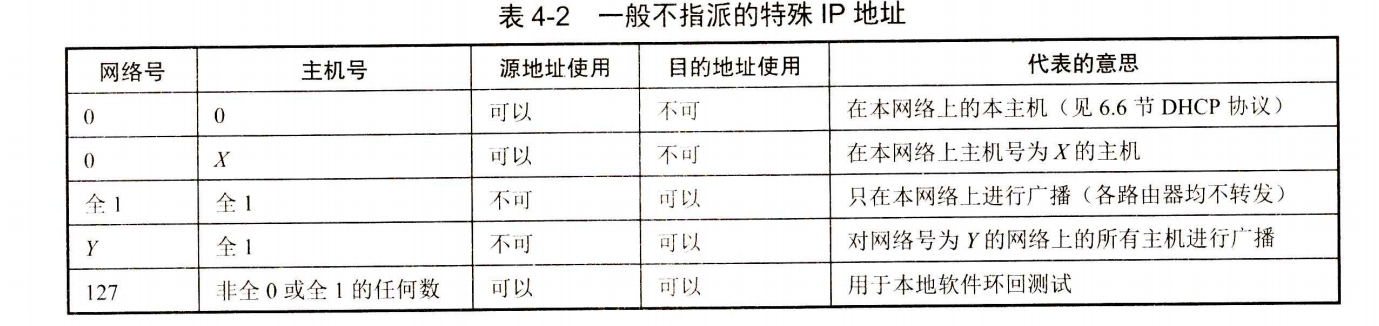 表 4-2 一般不指派的特殊 IP 地址
网络号 主机号 源地址使用 目的地址使用 代表的意思
0 0 可以 不可 在本网络上的本主机（见 6.6 节 DHCP 协议）
0 X 可以 不可 在本网络上主机号为 X 的主机
全 1 全 1 不可 可以 只在本网络上进行广播（各路由器均不转发）
Y 全 1 不可 可以 对网络号为 Y 的网络上的所有主机进行广播
127 非全 0 或全 1 的任何数 可以 可以 用于本地软件环回测试